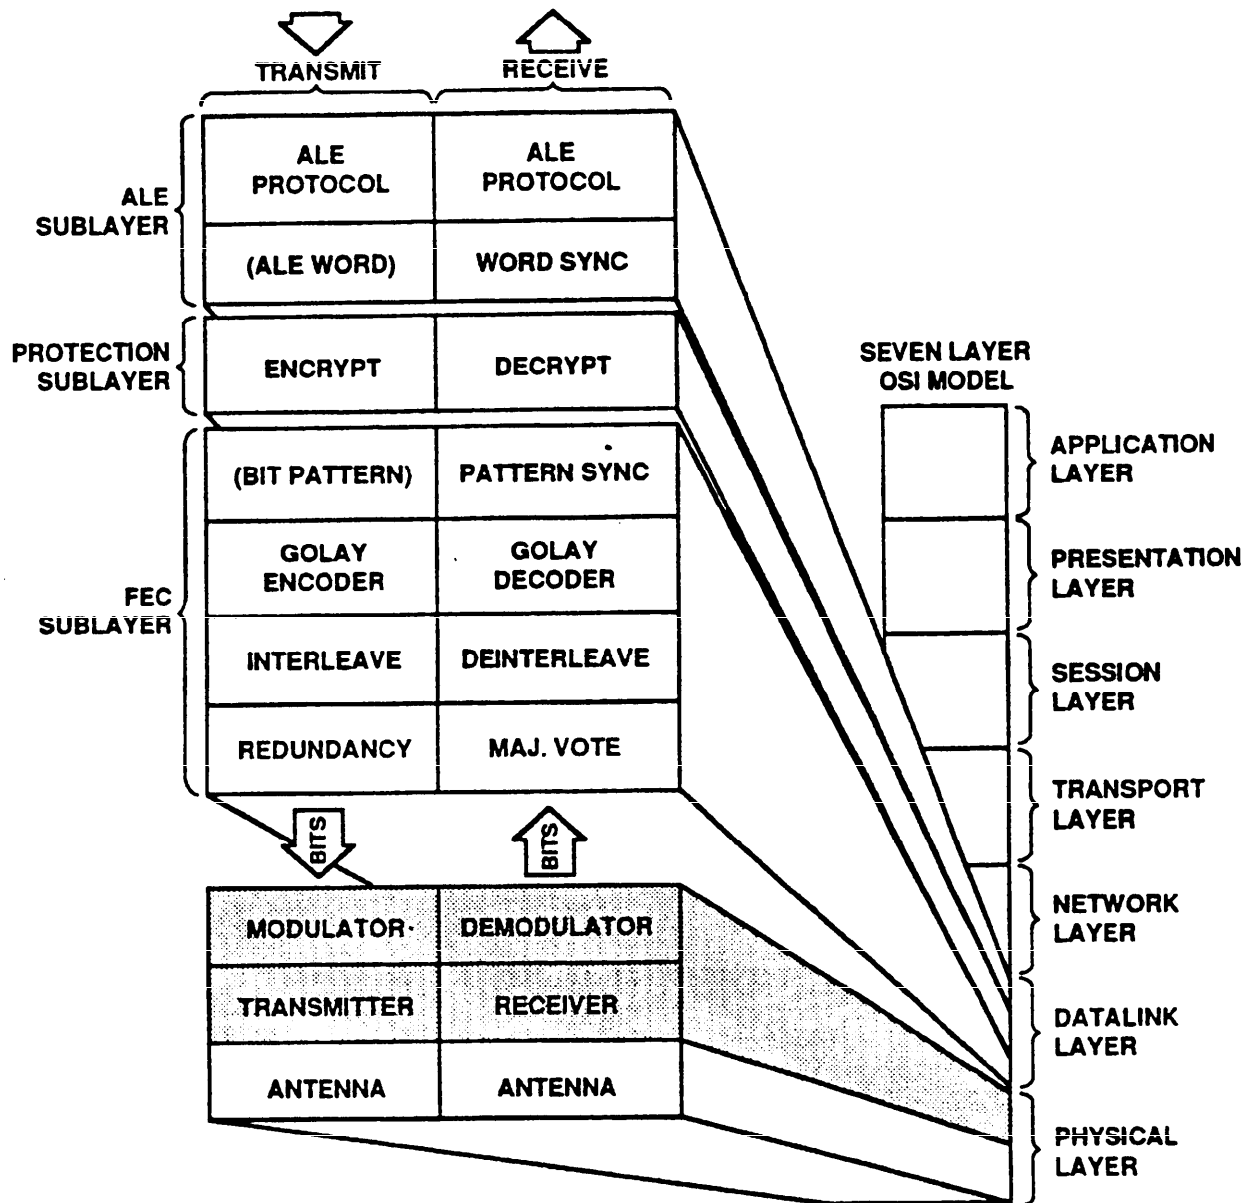 TRANSMIT
RECEIVE
ALE
SUBLAYER
ALE
PROTOCOL
ALE
PROTOCOL
(ALE WORD)
WORD SYNC
PROTECTION
SUBLAYER
ENCRYPT
DECRYPT
FEC
SUBLAYER
(BIT PATTERN)
PATTERN SYNC
GOLAY
ENCODER
GOLAY
DECODER
INTERLEAVE
DEINTERLEAVE
REDUNDANCY
MAJ. VOTE
BITS
BITS
MODULATOR
DEMODULATOR
TRANSMITTER
RECEIVER
ANTENNA
ANTENNA
SEVEN LAYER
OSI MODEL
APPLICATION
LAYER
PRESENTATION
LAYER
SESSION
LAYER
TRANSPORT
LAYER
NETWORK
LAYER
DATALINK
LAYER
PHYSICAL
LAYER